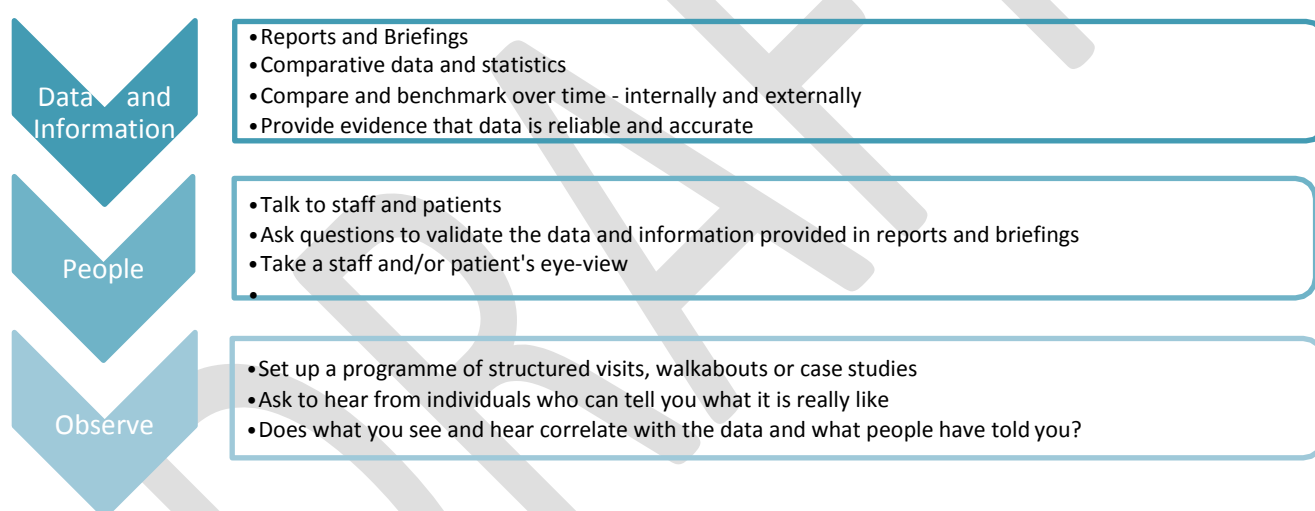 Data and
Information
•Reports and Briefings
•Comparative data and statistics
•Compare and benchmark over time - internally and externally
•Provide evidence that data is reliable and accurate
People
•Talk to staff and patients
•Ask questions to validate the data and information provided in reports and briefings
•Take a staff and/or patient's eye-view
•
Observe
•Set up a programme of structured visits, walkabouts or case studies
•Ask to hear from individuals who can tell you what it is really like
•Does what you see and hear correlate with the data and what people have told you?
DRAFT